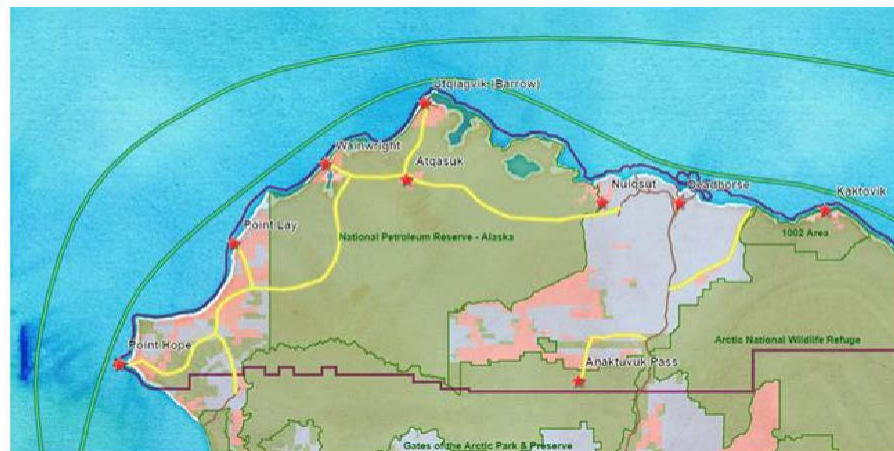 Utqiagvik (Barrow)
Wainwright
Atqasuk
Nuiqsut
Deadhorse
Kaktovik
Point Lay
National Petroleum Reserve - Alaska
1002 Area
Point Hope
Arctic National Wildlife Refuge
Anaktuvuk Pass
Gates of the Arctic Park & Preserve